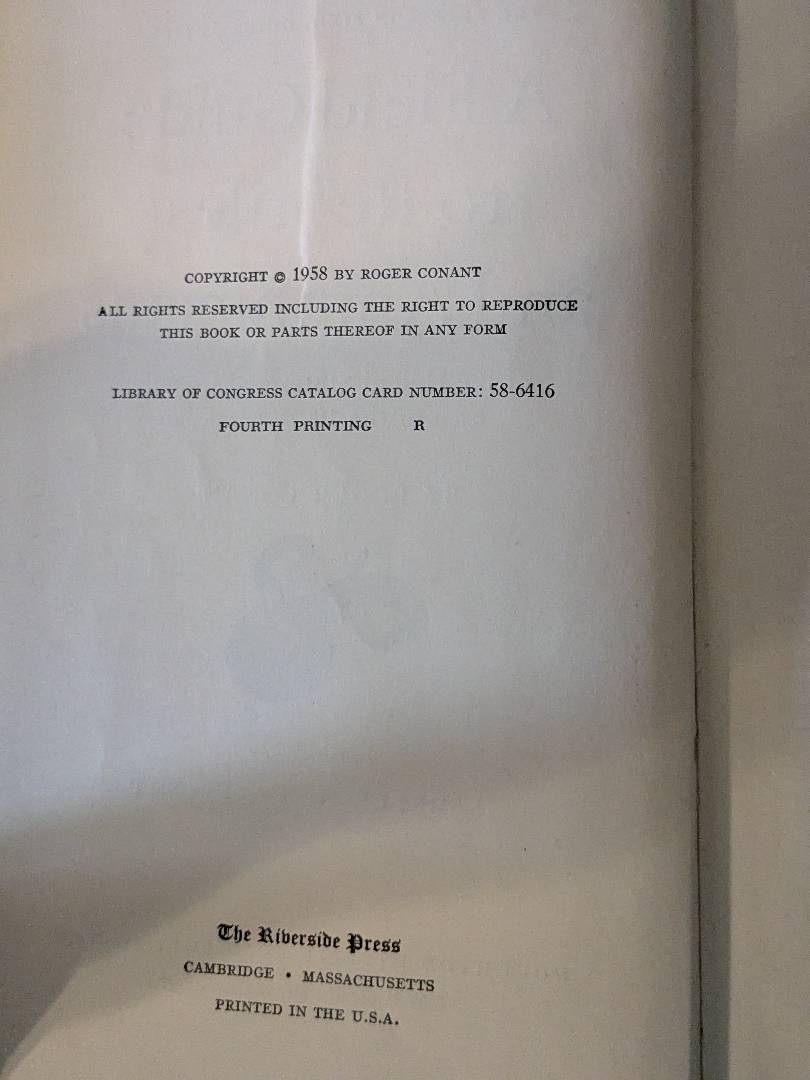 COPYRIGHT © 1958 BY ROGER CONANT
ALL RIGHTS RESERVED INCLUDING THE RIGHT TO REPRODUCE
THIS BOOK OR PARTS THEREOF IN ANY FORM
LIBRARY OF CONGRESS CATALOG CARD NUMBER: 58-6416
FOURTH PRINTING R
The Riverside Press
CAMBRIDGE • MASSACHUSETTS
PRINTED IN THE U.S.A.